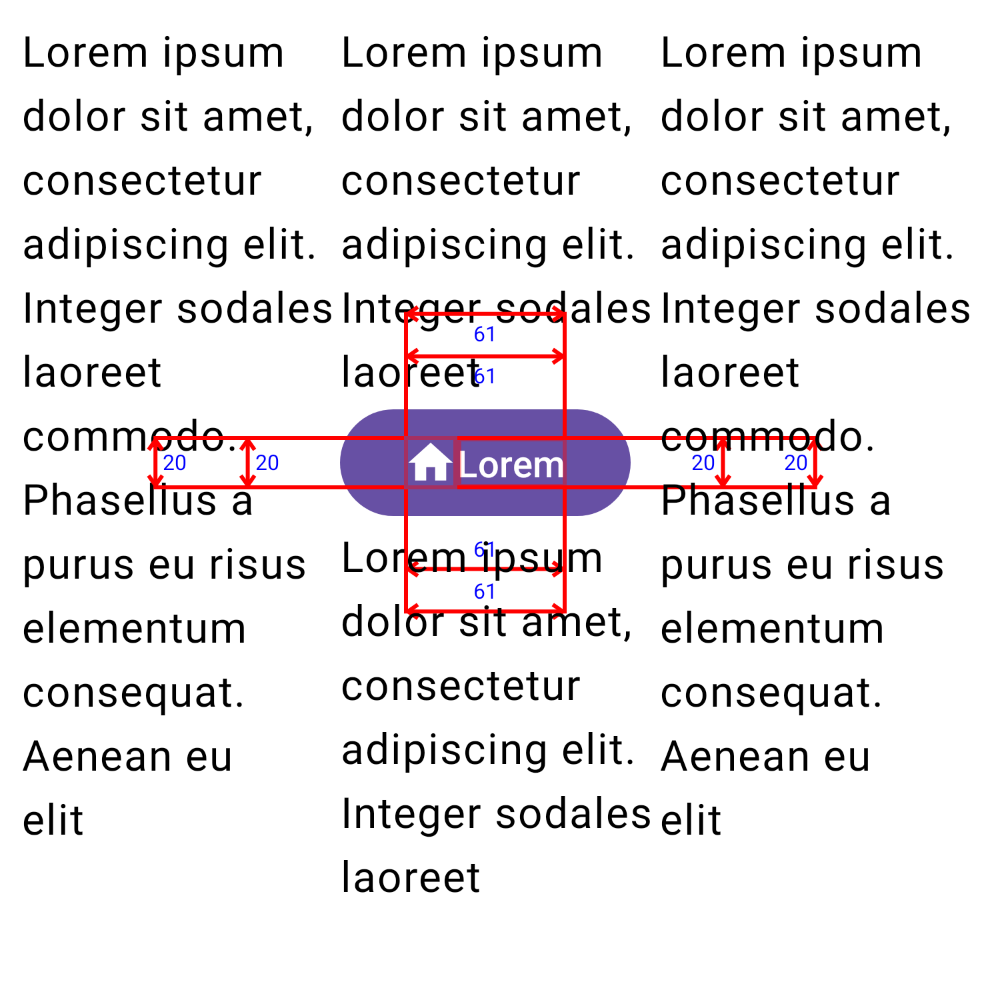 Lorem ipsum
dolor sit amet,
consectetur
adipiscing elit.
Integer sodales
laoreet
commodo.
Phasellus a
purus eu risus
elementum
consequat.
Aenean eu
elit
Lorem ipsum
dolor sit amet,
consectetur
adipiscing elit.
Integer sodales
laoreet
61
61
20
20
Lorem
20
20
61
61
Lorem ipsum
dolor sit amet,
consectetur
adipiscing elit.
Integer sodales
laoreet
Lorem ipsum
dolor sit amet,
consectetur
adipiscing elit.
Integer sodales
laoreet
commodo.
Phasellus a
purus eu risus
elementum
consequat.
Aenean eu
elit